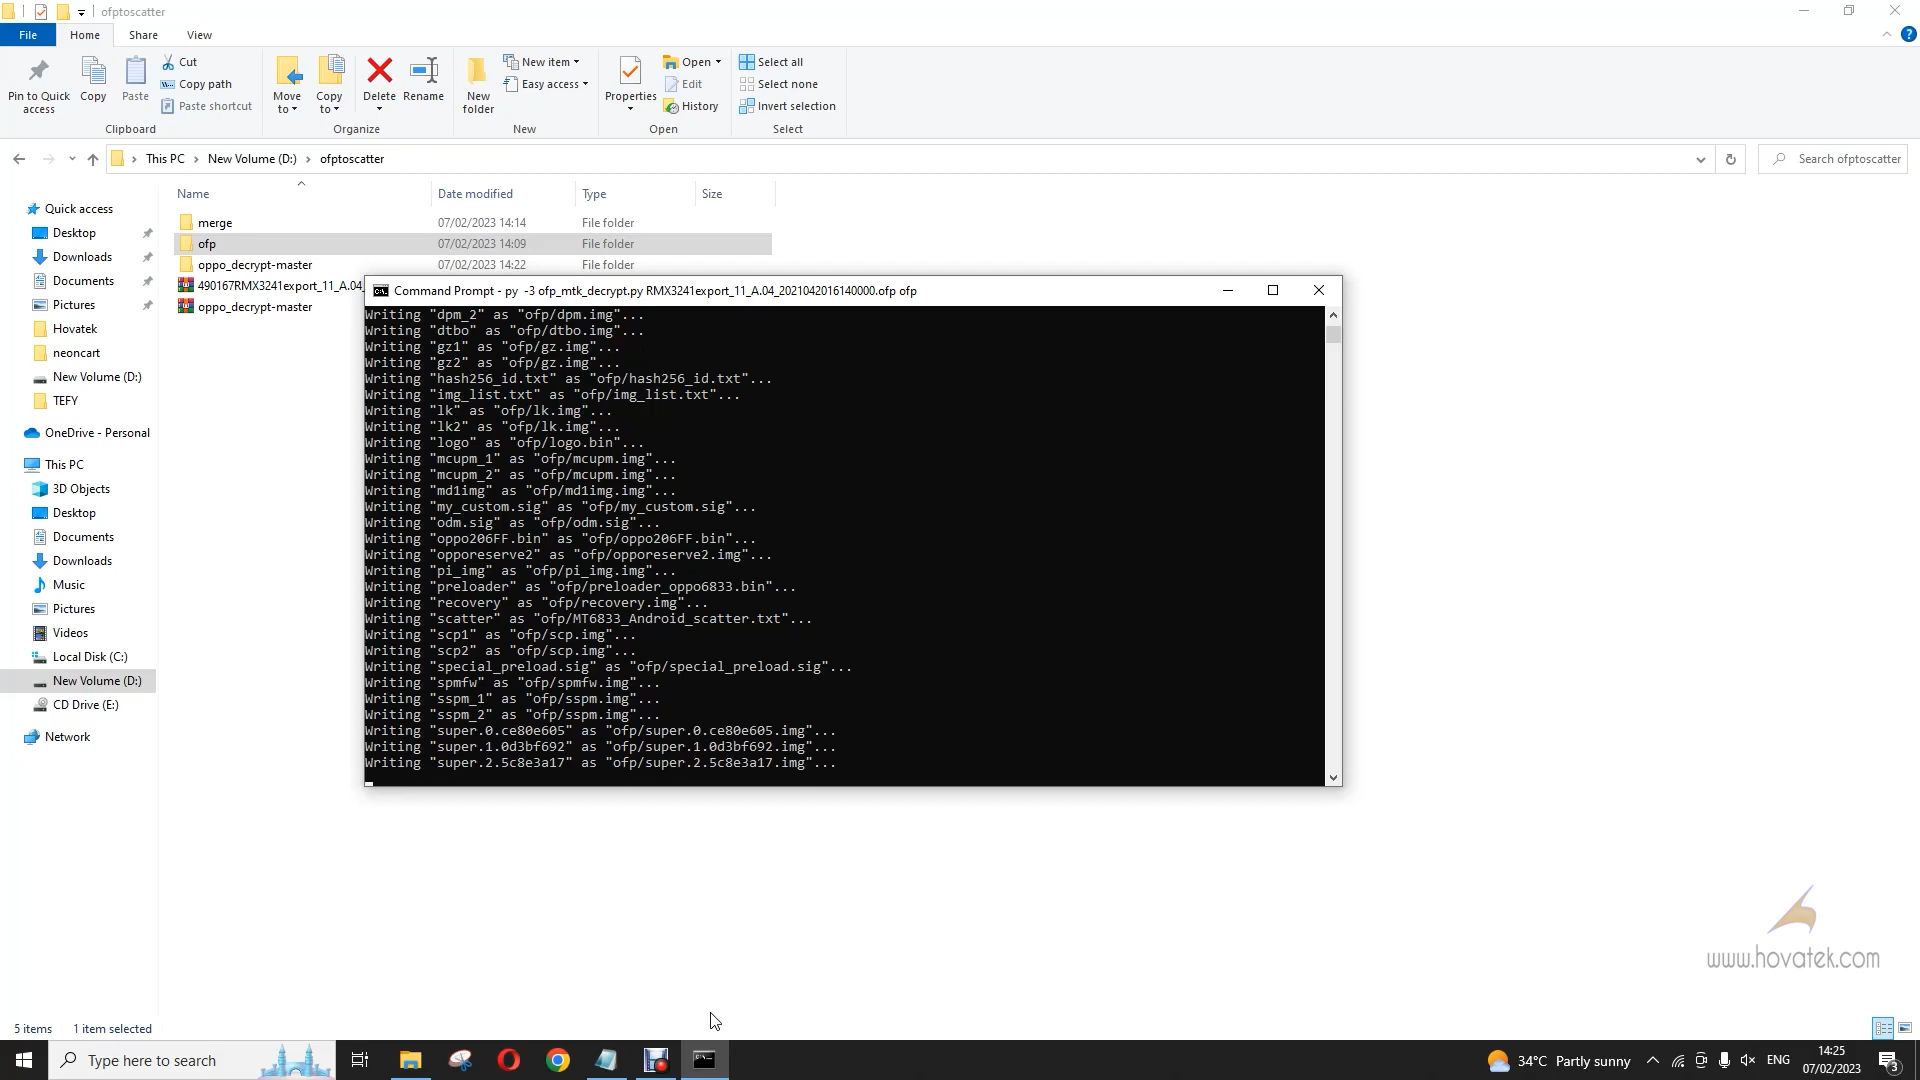 ofptoscatter
File
Home
Share
View
Pin to Quick access
Copy
Paste
Cut
Copy path
Paste shortcut
Clipboard
Move to
Copy to
Delete
Rename
Organize
New folder
New item
Easy access
New
Properties
Open
Edit
History
Open
Select all
Select none
Invert selection
Select
This PC
New Volume (D:)
ofptoscatter
Search ofptoscatter
Name
Date modified
Type
Size
merge 07/02/2023 14:14 File folder
ofp 07/02/2023 14:09 File folder
oppo_decrypt-master 07/02/2023 14:22 File folder
490167RMX3241export_11_A.04_
oppo_decrypt-master
Quick access
Desktop
Downloads
Documents
Pictures
Hovatek
neoncart
New Volume (D:)
TEFY
OneDrive - Personal
This PC
3D Objects
Desktop
Documents
Downloads
Music
Pictures
Videos
Local Disk (C:)
New Volume (D:)
CD Drive (E:)
Network
Command Prompt - py  -3 ofp_mtk_decrypt.py RMX3241export_11_A.04_2021042016140000.ofp ofp
Writing "dpm_2" as "ofp/dpm.img"...
Writing "dtbo" as "ofp/dtbo.img"...
Writing "gz1" as "ofp/gz.img"...
Writing "gz2" as "ofp/gz.img"...
Writing "hash256_id.txt" as "ofp/hash256_id.txt"...
Writing "img_list.txt" as "ofp/img_list.txt"...
Writing "lk" as "ofp/lk.img"...
Writing "lk2" as "ofp/lk.img"...
Writing "logo" as "ofp/logo.bin"...
Writing "mcupm_1" as "ofp/mcupm.img"...
Writing "mcupm_2" as "ofp/mcupm.img"...
Writing "md1img" as "ofp/md1img.img"...
Writing "my_custom.sig" as "ofp/my_custom.sig"...
Writing "odm.sig" as "ofp/odm.sig"...
Writing "oppo206FF.bin" as "ofp/oppo206FF.bin"...
Writing "opporeserve2" as "ofp/opporeserve2.img"...
Writing "pi_img" as "ofp/pi_img.img"...
Writing "preloader" as "ofp/preloader_oppo6833.bin"...
Writing "recovery" as "ofp/recovery.img"...
Writing "scatter" as "ofp/MT6833_Android_scatter.txt"...
Writing "scp1" as "ofp/scp.img"...
Writing "scp2" as "ofp/scp.img"...
Writing "special_preload.sig" as "ofp/special_preload.sig"...
Writing "spmfw" as "ofp/spmfw.img"...
Writing "sspm_1" as "ofp/sspm.img"...
Writing "sspm_2" as "ofp/sspm.img"...
Writing "super.0.ce80e605" as "ofp/super.0.ce80e605.img"...
Writing "super.1.0d3bf692" as "ofp/super.1.0d3bf692.img"...
Writing "super.2.5c8e3a17" as "ofp/super.2.5c8e3a17.img"...
www.hovatek.com
5 items
1 item selected
Type here to search
34°C Partly sunny
ENG
14:25
07/02/2023
3